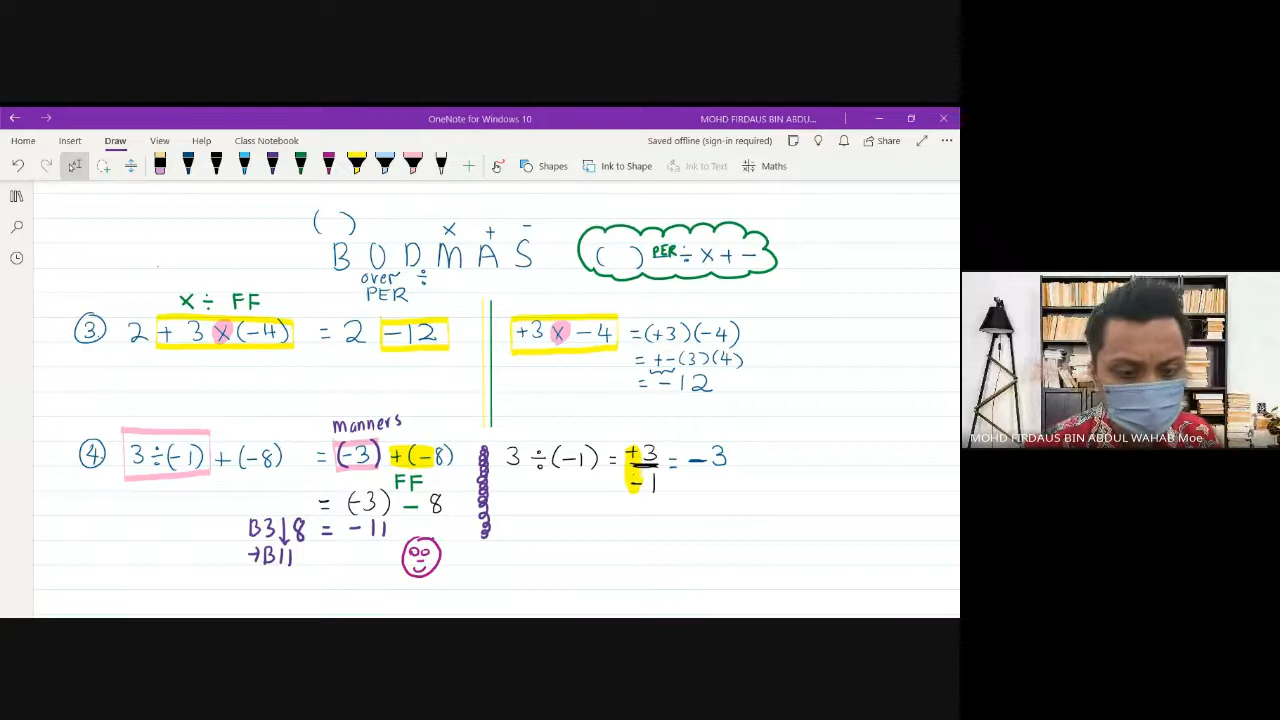 OneNote for Windows 10
MOHD FIRDAUS BIN ABDU...
Home Insert Draw View Help Class Notebook
Saved offline (sign-in required) Share
Shapes Ink to Shape Ink to Text Maths
( ) × + −
B O D M A S
over ÷
PER
( ) PER ÷ × + −
× ÷ FF
③ 2 + 3 × (−4) = 2 −12
+3 × −4 = (+3)(−4)
= +−(3)(4)
= −12
manners
④ 3 ÷ (−1) + (−8) = (−3) + (−8)
FF
= (−3) − 8
B3↓8 = −11
→B11
3 ÷ (−1) = +3/−1 = −3
MOHD FIRDAUS BIN ABDUL WAHAB Moe